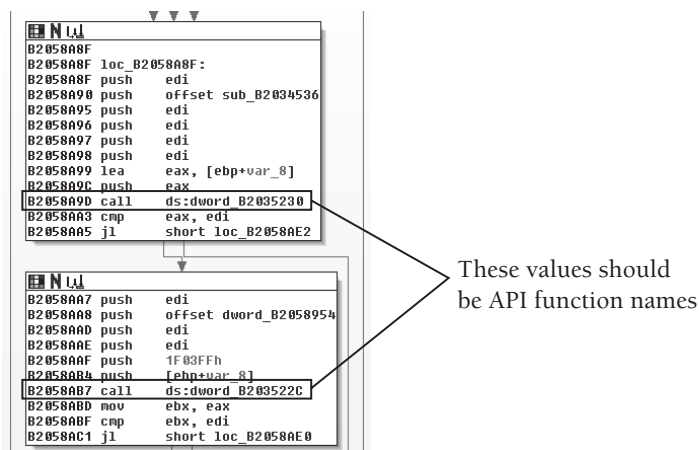 B2058A8F
B2058A8F loc_B2058A8F:
B2058A8F push edi
B2058A90 push offset sub_B2034536
B2058A95 push edi
B2058A96 push edi
B2058A97 push edi
B2058A98 push edi
B2058A99 lea eax, [ebp+var_8]
B2058A9C push eax
B2058A9D call ds:dword_B2035230
B2058AA3 cmp eax, edi
B2058AA5 jl short loc_B2058AE2
These values should
be API function names
B2058AA7 push edi
B2058AA8 push offset dword_B2058954
B2058AAD push edi
B2058AAE push edi
B2058AAF push 1F03FFh
B2058AB4 push [ebp+var_8]
B2058AB7 call ds:dword_B203522C
B2058ABD mov ebx, eax
B2058ABF cmp ebx, edi
B2058AC1 jl short loc_B2058AE0